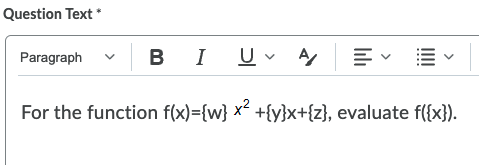 Question Text *
Paragraph B I U A
For the function f(x)={w} x² +{y}x+{z}, evaluate f({x}).